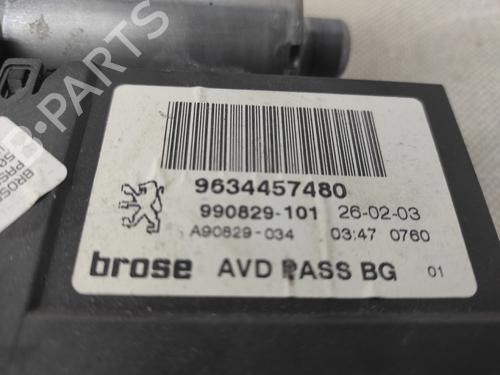 9634457480
990829-101 26-02-03
A90829-034 03:47 0760
brose AVD PASS BG 01
B-PARTS